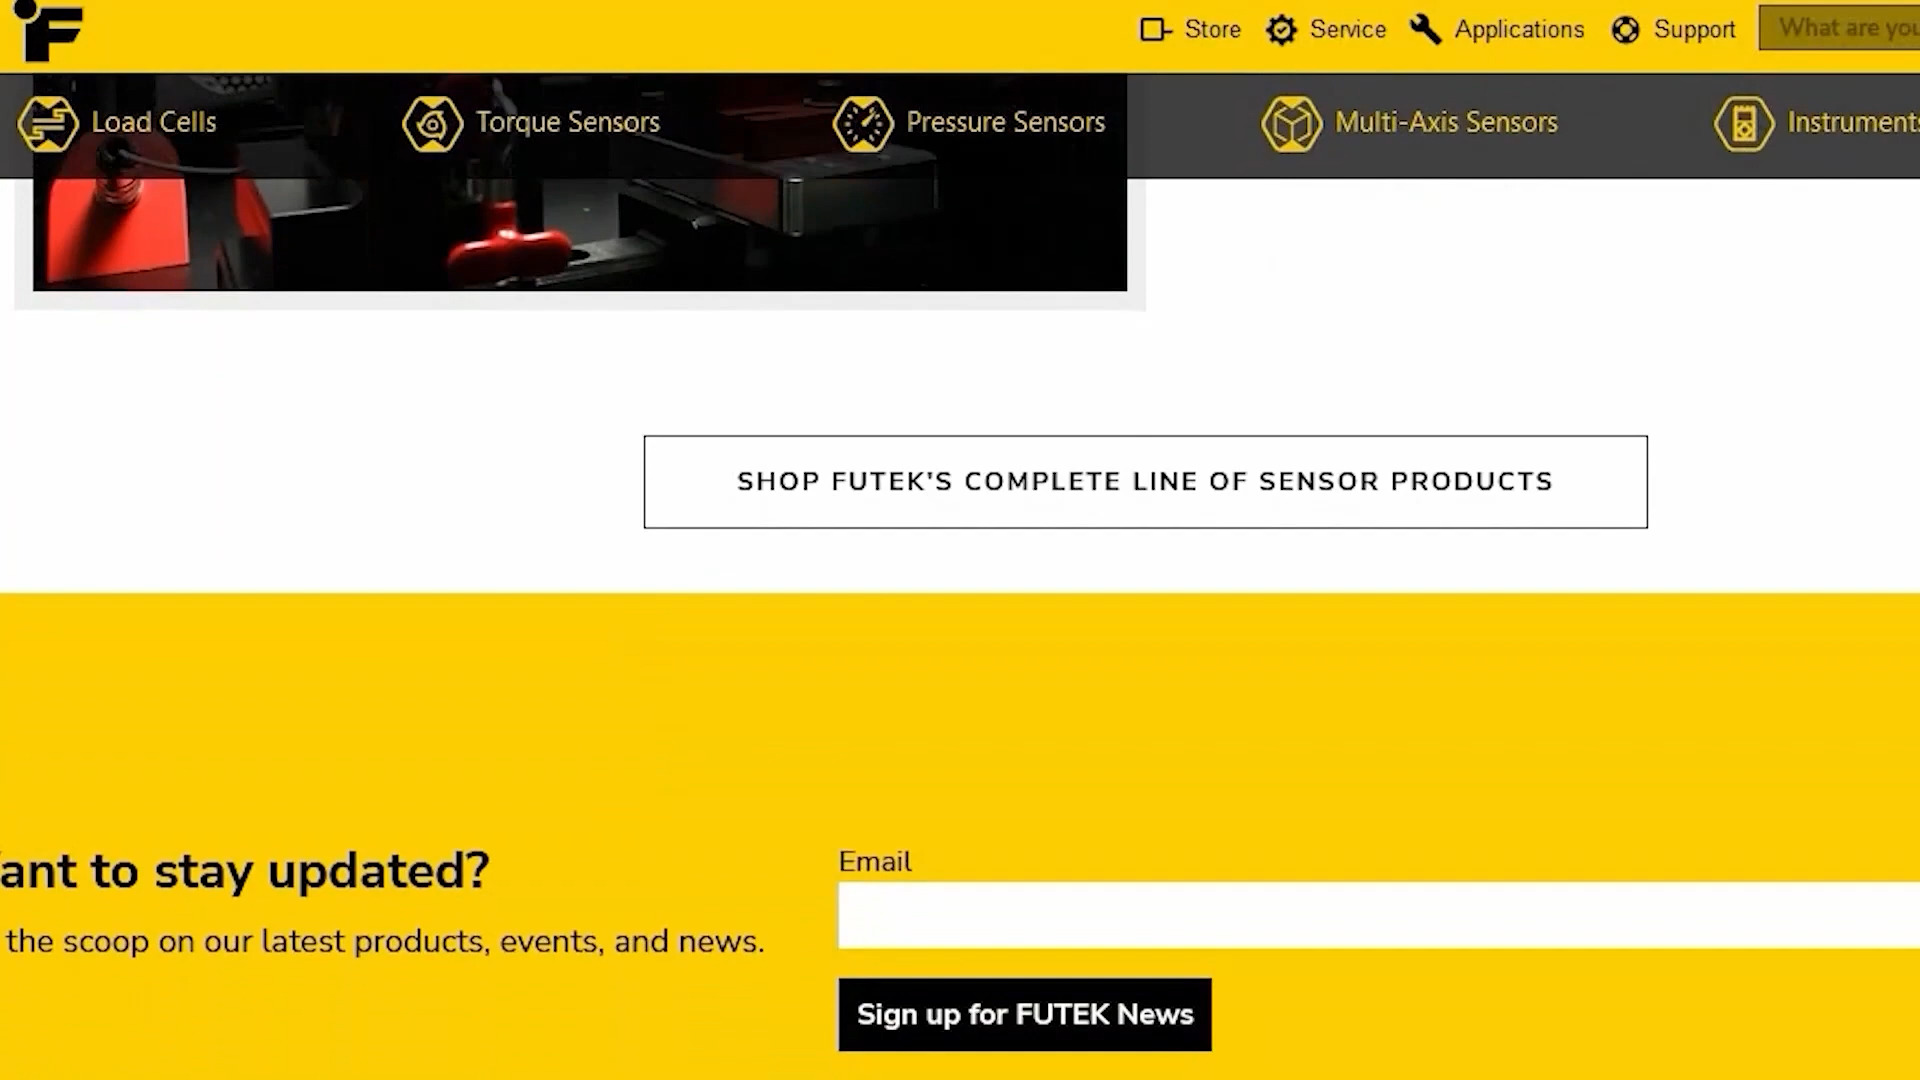 Store Service Applications Support What are you
Load Cells Torque Sensors Pressure Sensors Multi-Axis Sensors Instruments
SHOP FUTEK'S COMPLETE LINE OF SENSOR PRODUCTS
ant to stay updated?
the scoop on our latest products, events, and news.
Email
Sign up for FUTEK News